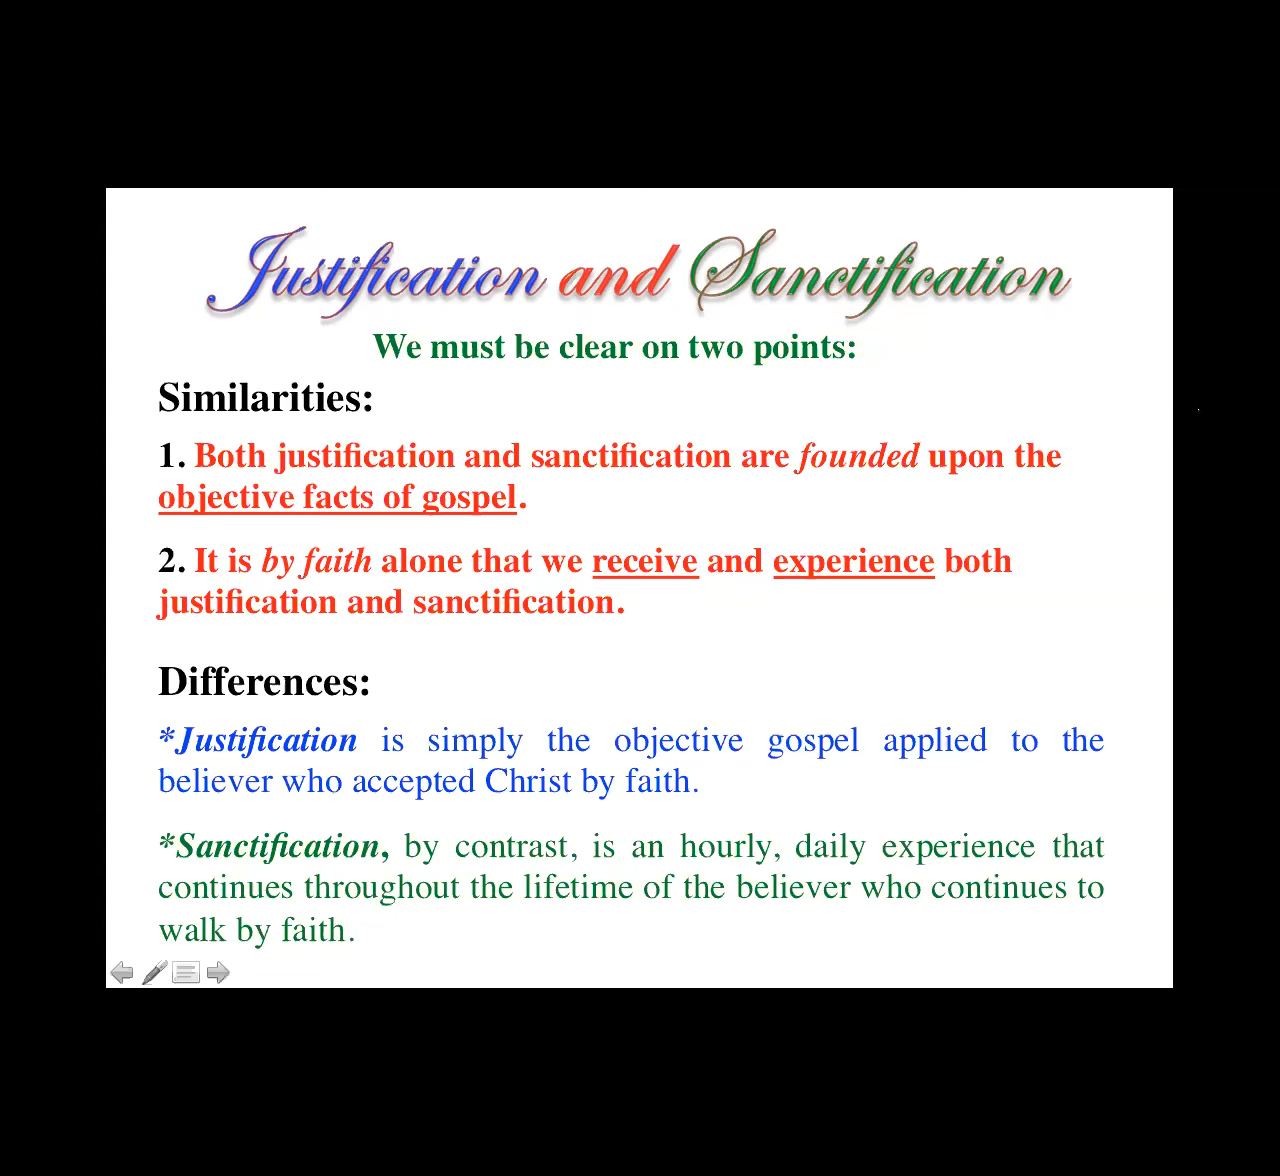 Justification and Sanctification
We must be clear on two points:
Similarities:
1. Both justification and sanctification are founded upon the
objective facts of gospel.
2. It is by faith alone that we receive and experience both
justification and sanctification.
Differences:
*Justification is simply the objective gospel applied to the
believer who accepted Christ by faith.
*Sanctification, by contrast, is an hourly, daily experience that
continues throughout the lifetime of the believer who continues to
walk by faith.